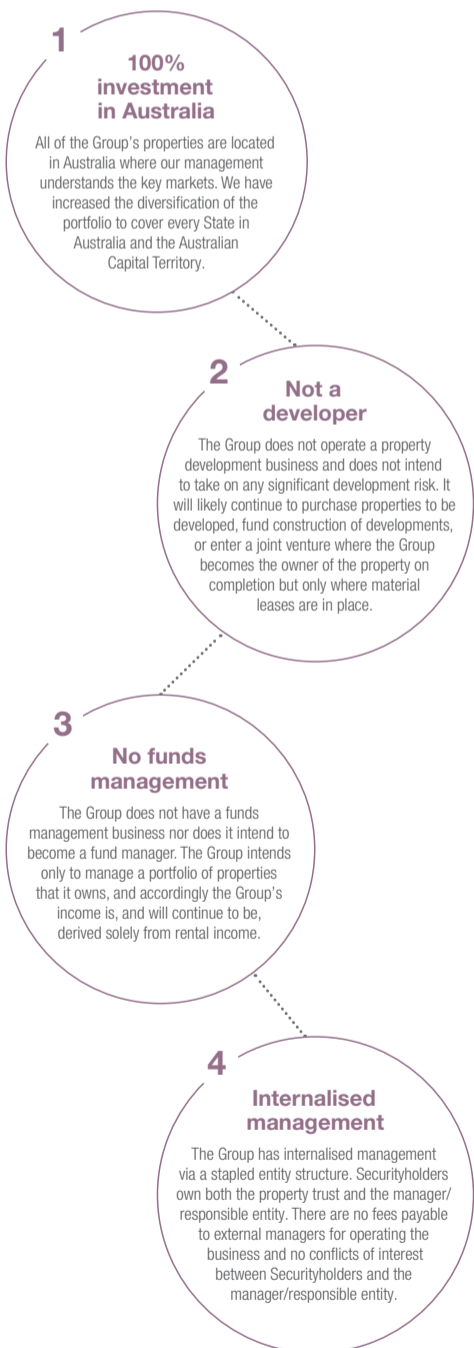 1
100%
investment
in Australia
All of the Group's properties are located
in Australia where our management
understands the key markets. We have
increased the diversification of the
portfolio to cover every State in
Australia and the Australian
Capital Territory.
2
Not a
developer
The Group does not operate a property
development business and does not intend
to take on any significant development risk. It
will likely continue to purchase properties to be
developed, fund construction of developments,
or enter a joint venture where the Group
becomes the owner of the property on
completion but only where material
leases are in place.
3
No funds
management
The Group does not have a funds
management business nor does it intend to
become a fund manager. The Group intends
only to manage a portfolio of properties
that it owns, and accordingly the Group's
income is, and will continue to be,
derived solely from rental income.
4
Internalised
management
The Group has internalised management
via a stapled entity structure. Securityholders
own both the property trust and the manager/
responsible entity. There are no fees payable
to external managers for operating the
business and no conflicts of interest
between Securityholders and the
manager/responsible entity.